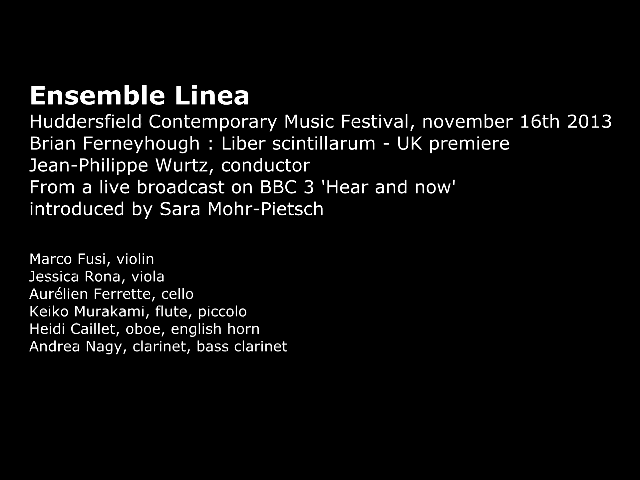 Ensemble Linea
Huddersfield Contemporary Music Festival, november 16th 2013
Brian Ferneyhough : Liber scintillarum - UK premiere
Jean-Philippe Wurtz, conductor
From a live broadcast on BBC 3 'Hear and now'
introduced by Sara Mohr-Pietsch
Marco Fusi, violin
Jessica Rona, viola
Aurélien Ferrette, cello
Keiko Murakami, flute, piccolo
Heidi Caillet, oboe, english horn
Andrea Nagy, clarinet, bass clarinet